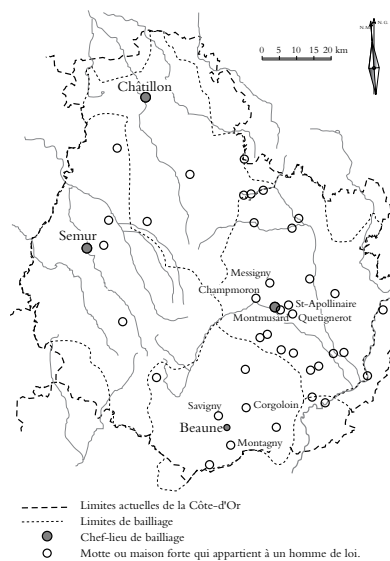 N.M. N.G.
0 5 10 15 20 km
Châtillon
Semur
Messigny
Champmoron
St-Apollinaire
Montmusard Quetignerot
Savigny Corgoloin
Beaune
Montagny
Limites actuelles de la Côte-d'Or
Limites de bailliage
Chef-lieu de bailliage
Motte ou maison forte qui appartient à un homme de loi.